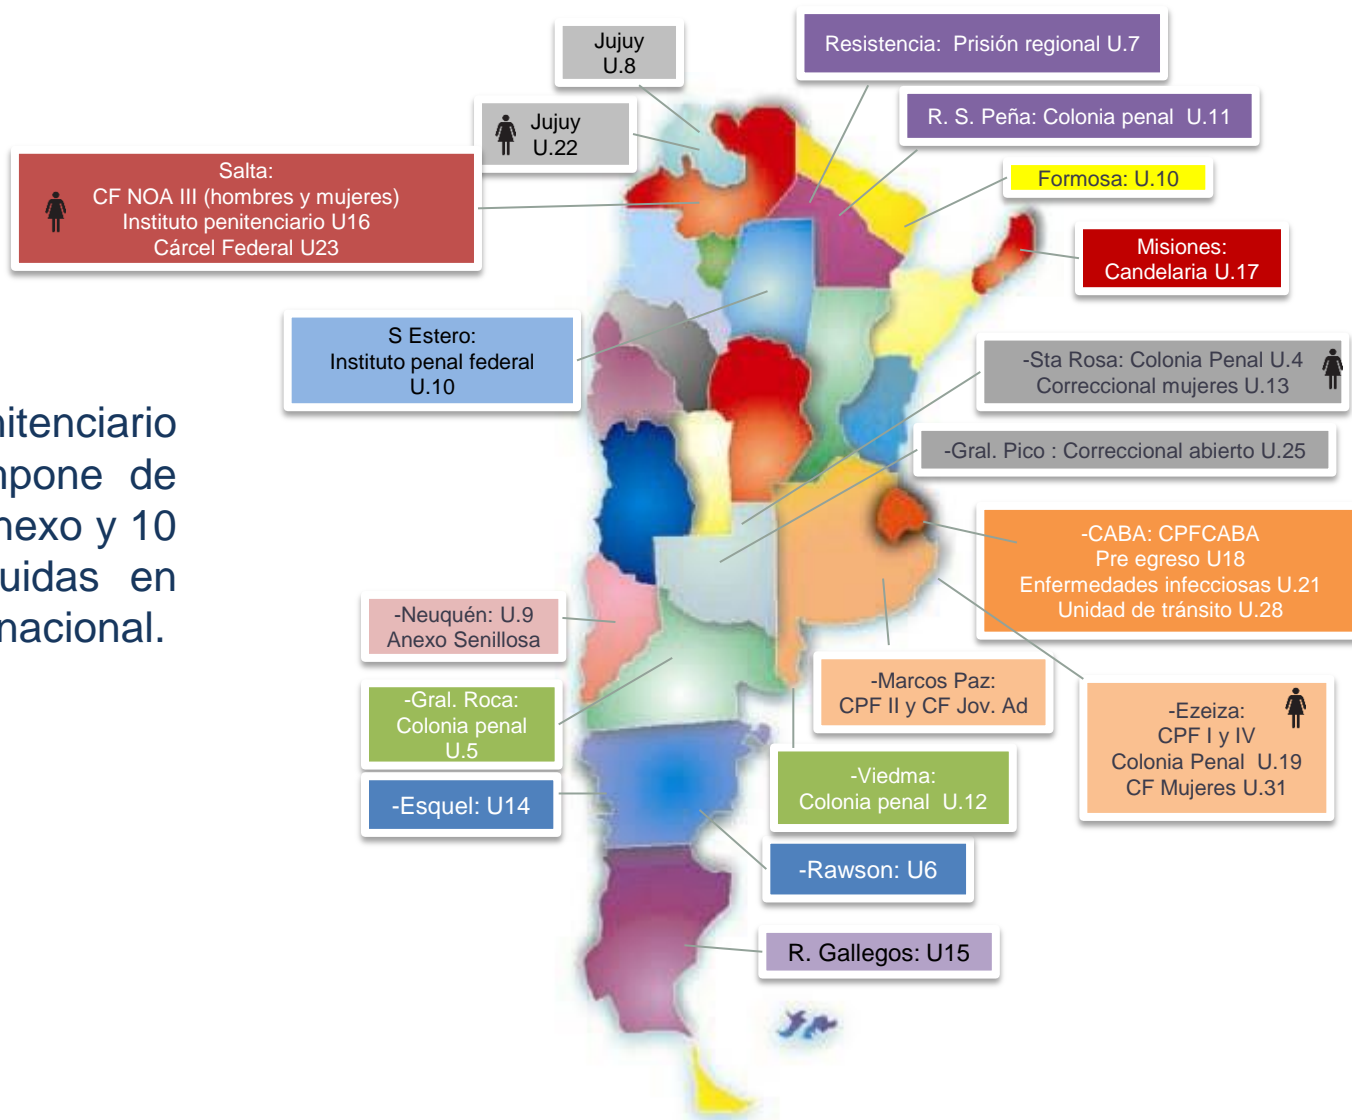 Jujuy
U.8
Resistencia: Prisión regional U.7
Jujuy
U.22
R. S. Peña: Colonia penal U.11
Salta:
CF NOA III (hombres y mujeres)
Instituto penitenciario U16
Cárcel Federal U23
Formosa: U.10
Misiones:
Candelaria U.17
S Estero:
Instituto penal federal
U.10
-Sta Rosa: Colonia Penal U.4
Correccional mujeres U.13
nitenciario
npone de
nexo y 10
uidas en
nacional.
-Gral. Pico : Correccional abierto U.25
-CABA: CPFCABA
Pre egreso U18
Enfermedades infecciosas U.21
Unidad de tránsito U.28
-Neuquén: U.9
Anexo Senillosa
-Marcos Paz:
CPF II y CF Jov. Ad
-Gral. Roca:
Colonia penal
U.5
-Ezeiza:
CPF I y IV
Colonia Penal U.19
CF Mujeres U.31
-Viedma:
Colonia penal U.12
-Esquel: U14
-Rawson: U6
R. Gallegos: U15